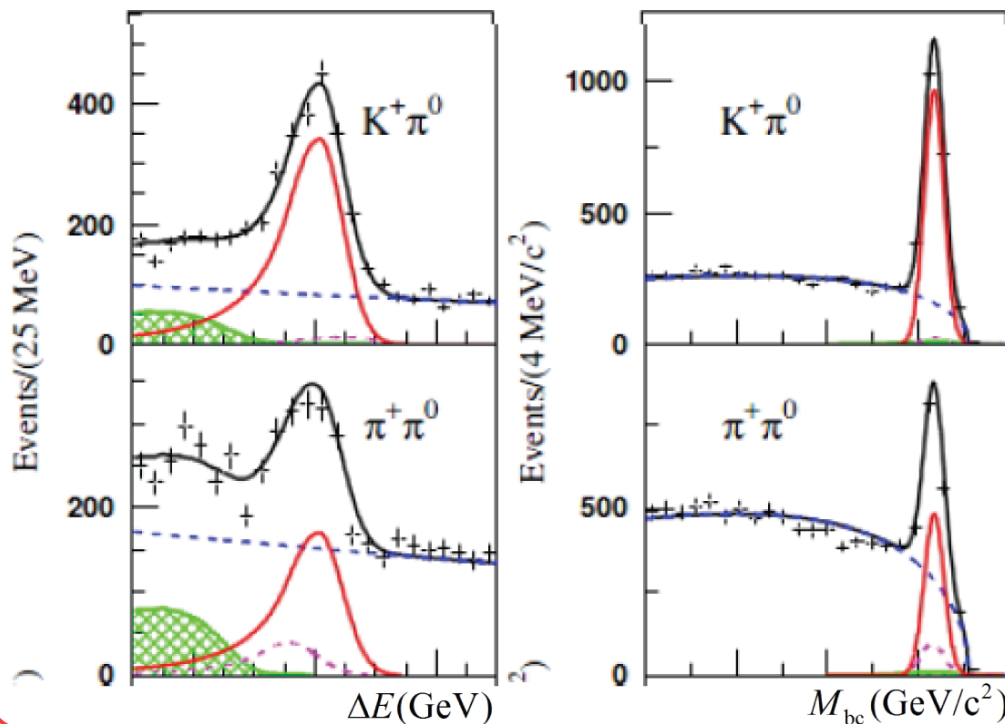 400
200
0
K⁺π⁰
Events/(25 MeV)
1000
500
0
K⁺π⁰
Events/(4 MeV/c²)
200
0
π⁺π⁰
ΔE(GeV)
500
0
π⁺π⁰
M_bc(GeV/c²)